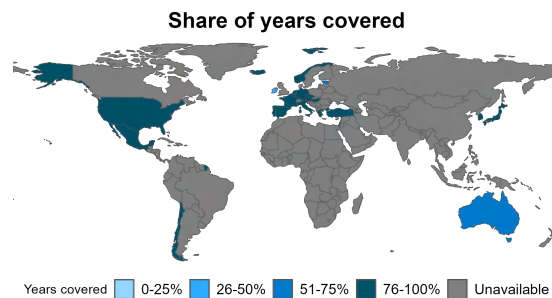 Share of years covered
Years covered 0-25% 26-50% 51-75% 76-100% Unavailable